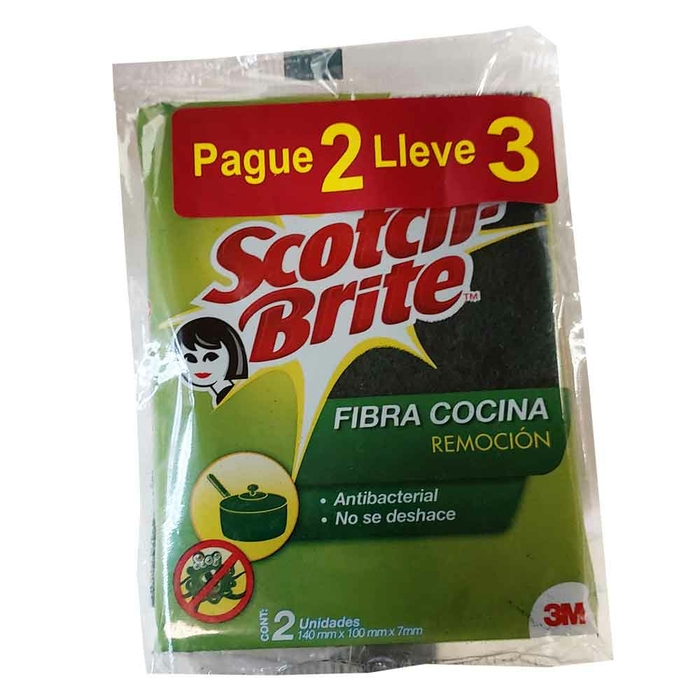 Pague 2 Lleve 3
Scotch-
Brite™
FIBRA COCINA
REMOCIÓN
• Antibacterial
• No se deshace
CONT: 2 Unidades
140 mm x 100 mm x 7mm
3M